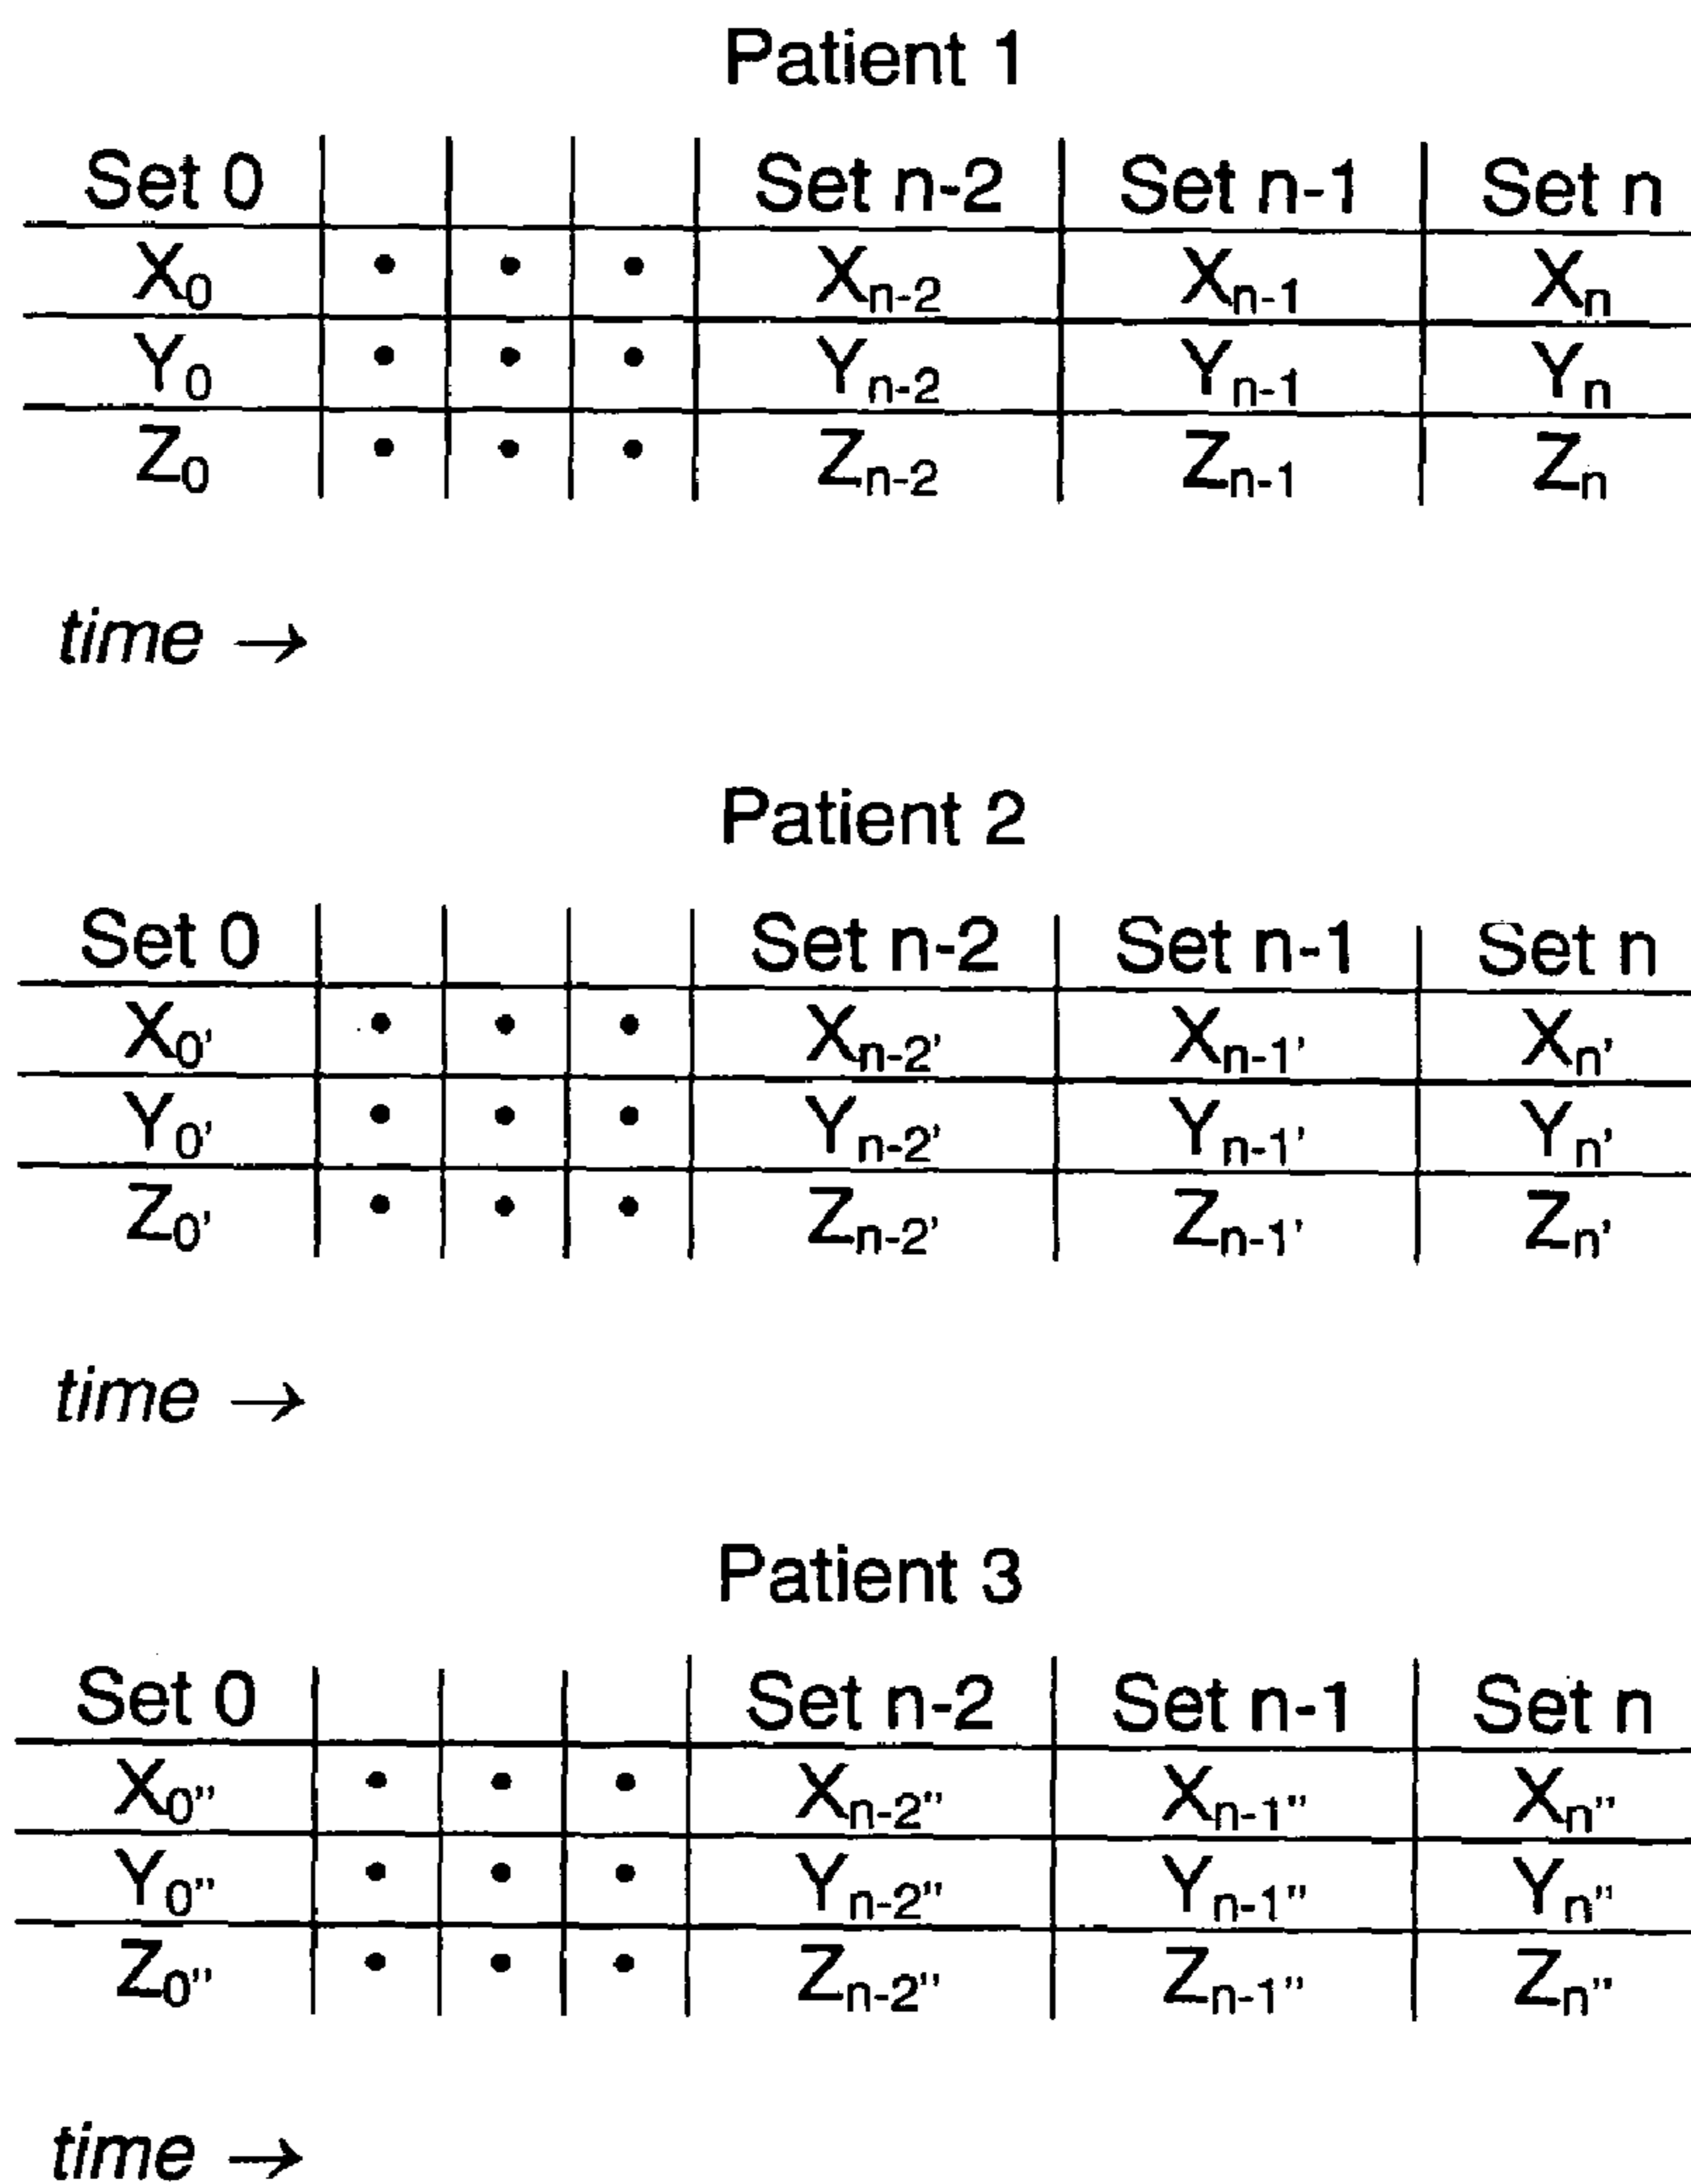 Patient 1
Set 0 Set n-2 Set n-1 Set n
X0 • • • Xn-2 Xn-1 Xn
Y0 • • • Yn-2 Yn-1 Yn
Z0 • • • Zn-2 Zn-1 Zn
time →
Patient 2
Set 0 Set n-2 Set n-1 Set n
X0' • • • Xn-2' Xn-1' Xn'
Y0' • • • Yn-2' Yn-1' Yn'
Z0' • • • Zn-2' Zn-1' Zn'
time →
Patient 3
Set 0 Set n-2 Set n-1 Set n
X0" • • • Xn-2" Xn-1" Xn"
Y0" • • • Yn-2" Yn-1" Yn"
Z0" • • • Zn-2" Zn-1" Zn"
time →